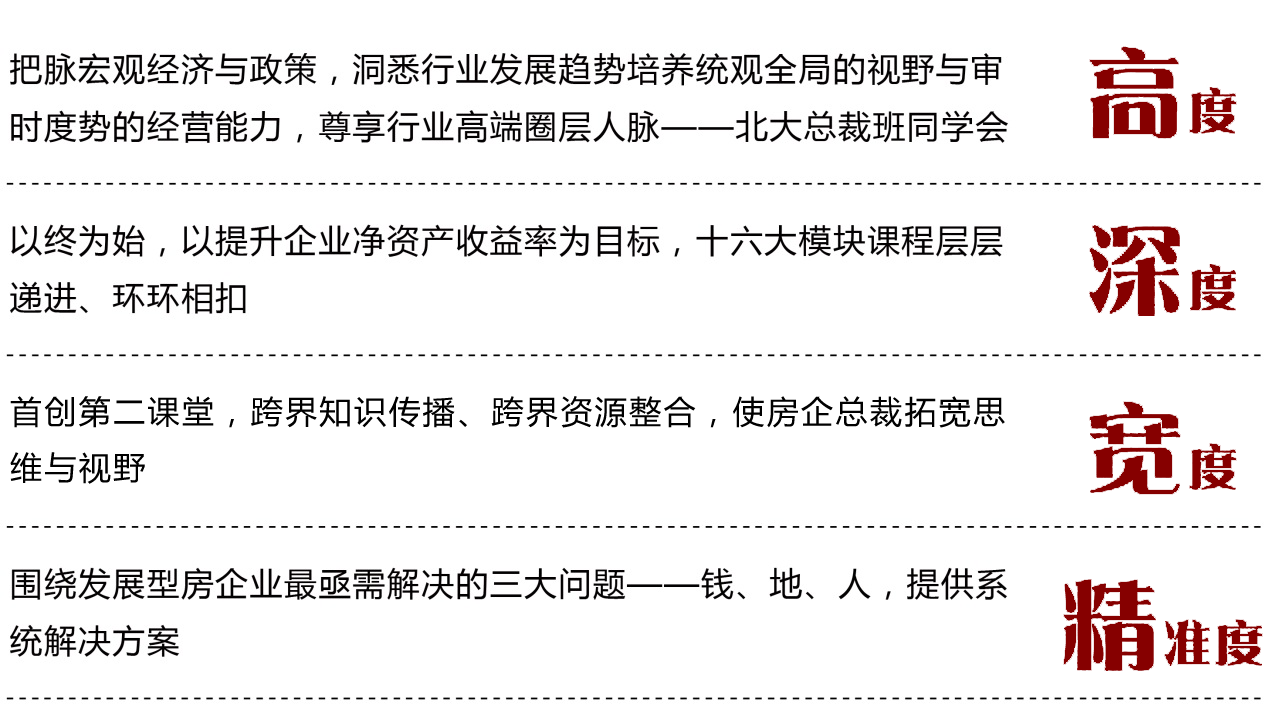 把脉宏观经济与政策，洞悉行业发展趋势培养统观全局的视野与审
时度势的经营能力，尊享行业高端圈层人脉——北大总裁班同学会
高度
以终为始，以提升企业净资产收益率为目标，十六大模块课程层层
递进、环环相扣
深度
首创第二课堂，跨界知识传播、跨界资源整合，使房企总裁拓宽思
维与视野
宽度
围绕发展型房企业最亟需解决的三大问题——钱、地、人，提供系
统解决方案
精准度